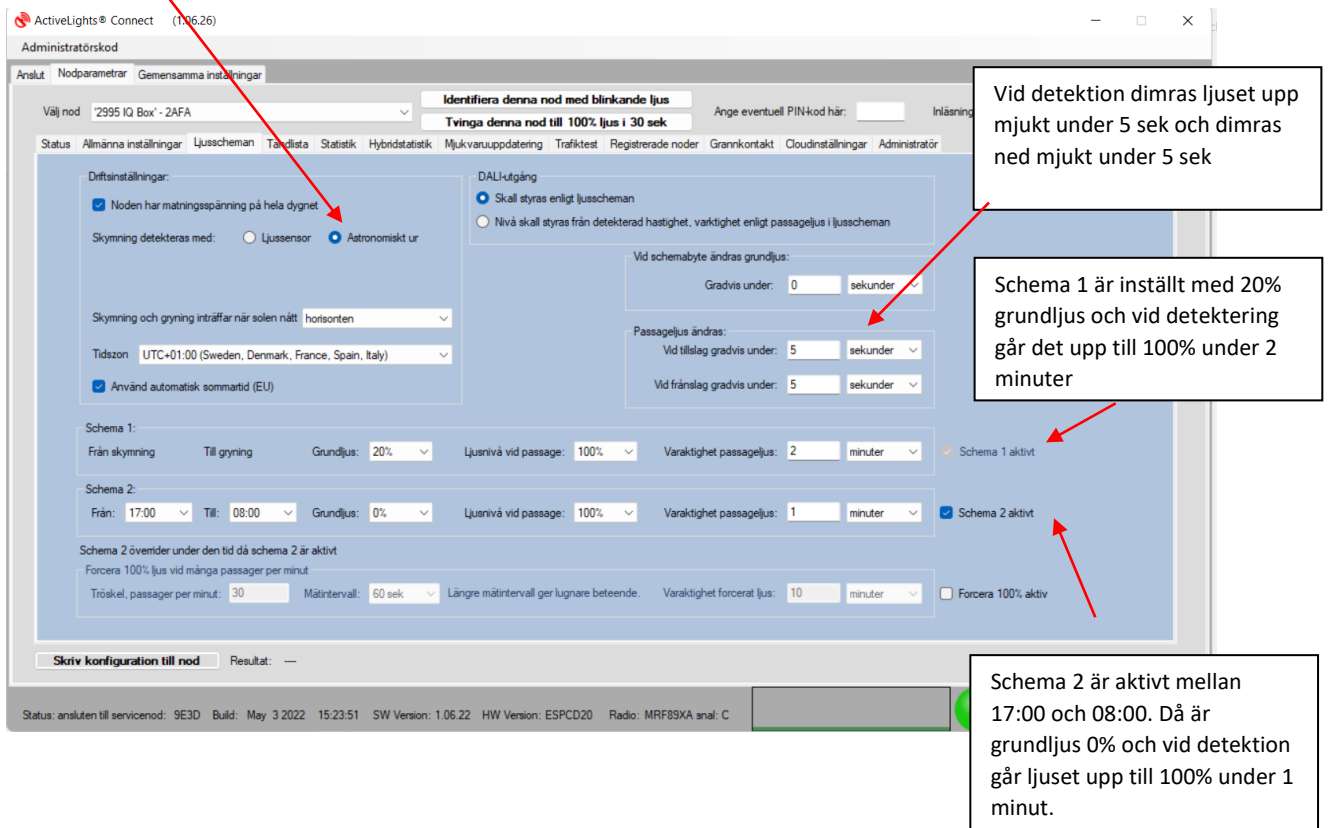 ActiveLights® Connect (1.06.26)
Administratörskod
Anslut Nodparametrar Gemensamma inställningar
Välj nod '2995 IQ Box' - 2AFA
Identifiera denna nod med blinkande ljus
Tvinga denna nod till 100% ljus i 30 sek
Ange eventuell PIN-kod här:
Inläsning
Status Allmänna inställningar Ljusscheman Tändlista Statistik Hybridstatistik Mjukvaruuppdatering Trafiktest Registrerade noder Grannkontakt Cloudinställningar Administratör
Vid detektion dimras ljuset upp
mjukt under 5 sek och dimras
ned mjukt under 5 sek
Driftsinställningar:
Noden har matningsspänning på hela dygnet
Skymning detekteras med: Ljussensor Astronomiskt ur
Skymning och gryning inträffar när solen nått horisonten
Tidszon UTC+01:00 (Sweden, Denmark, France, Spain, Italy)
Använd automatisk sommartid (EU)
DALI-utgång
Skall styras enligt ljusscheman
Nivå skall styras från detekterad hastighet, varktighet enligt passageljus i ljusscheman
Vid schemabyte ändras grundljus:
Gradvis under: 0 sekunder
Passageljus ändras:
Vid tillslag gradvis under: 5 sekunder
Vid frånslag gradvis under: 5 sekunder
Schema 1 är inställt med 20%
grundljus och vid detektering
går det upp till 100% under 2
minuter
Schema 1:
Från skymning Till gryning Grundljus: 20% Ljusnivå vid passage: 100% Varaktighet passageljus: 2 minuter Schema 1 aktivt
Schema 2:
Från: 17:00 Till: 08:00 Grundljus: 0% Ljusnivå vid passage: 100% Varaktighet passageljus: 1 minuter Schema 2 aktivt
Schema 2 överrider under den tid då schema 2 är aktivt
Forcera 100% ljus vid många passager per minut
Tröskel, passager per minut: 30 Mätintervall: 60 sek Längre mätintervall ger lugnare beteende. Varaktighet forcerat ljus: 10 minuter Forcera 100% aktiv
Skriv konfiguration till nod Resultat: ----
Status: ansluten till servicenod: 9E3D Build: May 3 2022 15:23:51 SW Version: 1.06.22 HW Version: ESPCD20 Radio: MRF89XA anal: C
Schema 2 är aktivt mellan
17:00 och 08:00. Då är
grundljus 0% och vid detektion
går ljuset upp till 100% under 1
minut.